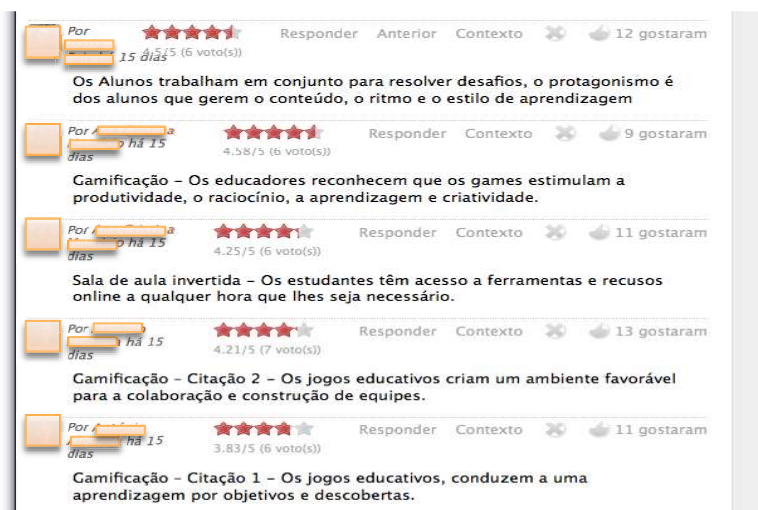 Por
Responder Anterior Contexto 12 gostaram
4.5/5 (6 voto(s))
15 dias
Os Alunos trabalham em conjunto para resolver desafios, o protagonismo é
dos alunos que gerem o conteúdo, o ritmo e o estilo de aprendizagem
Por
Responder Contexto 9 gostaram
há 15
4.58/5 (6 voto(s))
dias
Gamificação – Os educadores reconhecem que os games estimulam a
produtividade, o raciocínio, a aprendizagem e criatividade.
Por
Responder Contexto 11 gostaram
há 15
4.25/5 (6 voto(s))
dias
Sala de aula invertida – Os estudantes têm acesso a ferramentas e recusos
online a qualquer hora que lhes seja necessário.
Por
Responder Contexto 13 gostaram
há 15
4.21/5 (7 voto(s))
dias
Gamificação – Citação 2 – Os jogos educativos criam um ambiente favorável
para a colaboração e construção de equipes.
Por
Responder Contexto 11 gostaram
há 15
3.83/5 (6 voto(s))
dias
Gamificação – Citação 1 – Os jogos educativos, conduzem a uma
aprendizagem por objetivos e descobertas.